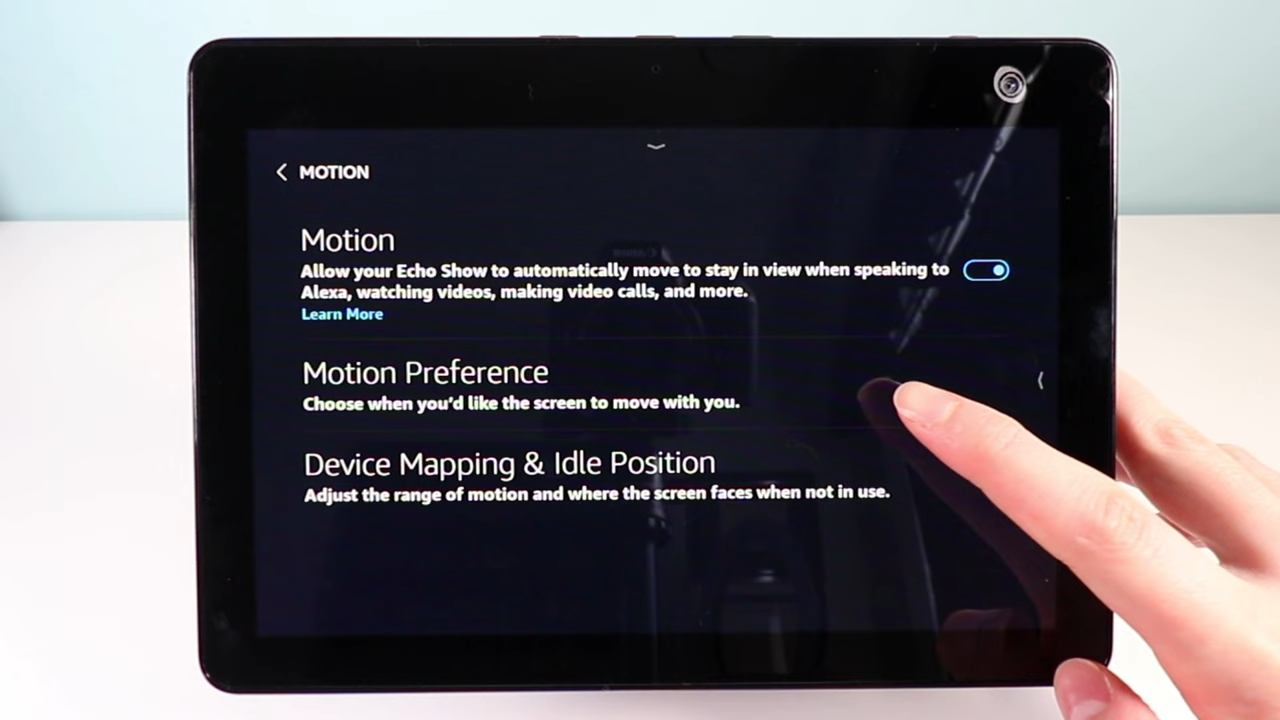 MOTION
Motion
Allow your Echo Show to automatically move to stay in view when speaking to
Alexa, watching videos, making video calls, and more.
Learn More
Motion Preference
Choose when you'd like the screen to move with you.
Device Mapping & Idle Position
Adjust the range of motion and where the screen faces when not in use.